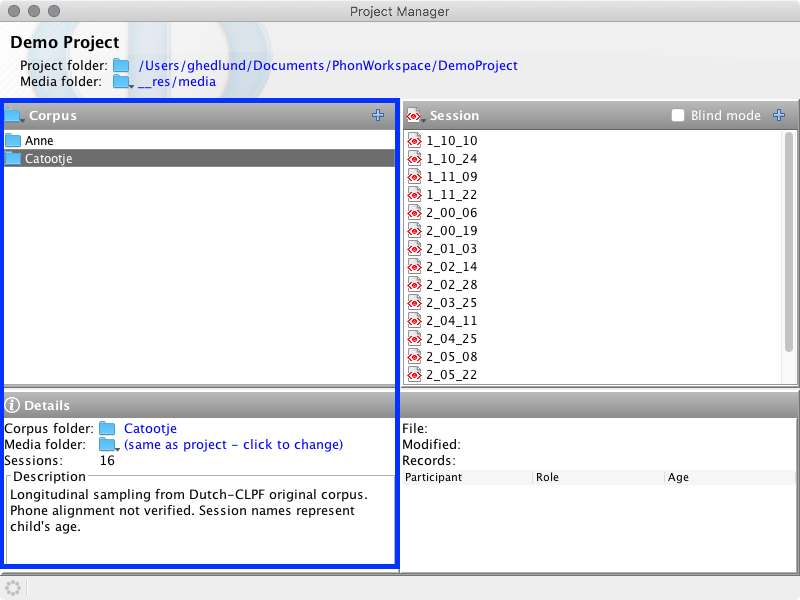 Project Manager
Demo Project
Project folder: /Users/ghedlund/Documents/PhonWorkspace/DemoProject
Media folder: __res/media
Corpus
Anne
Catootje
Session Blind mode
1_10_10
1_10_24
1_11_09
1_11_22
2_00_06
2_00_19
2_01_03
2_02_14
2_02_28
2_03_25
2_04_11
2_04_25
2_05_08
2_05_22
Details
Corpus folder: Catootje
Media folder: (same as project - click to change)
Sessions: 16
Description
Longitudinal sampling from Dutch-CLPF original corpus.
Phone alignment not verified. Session names represent
child's age.
File:
Modified:
Records:
Participant Role Age